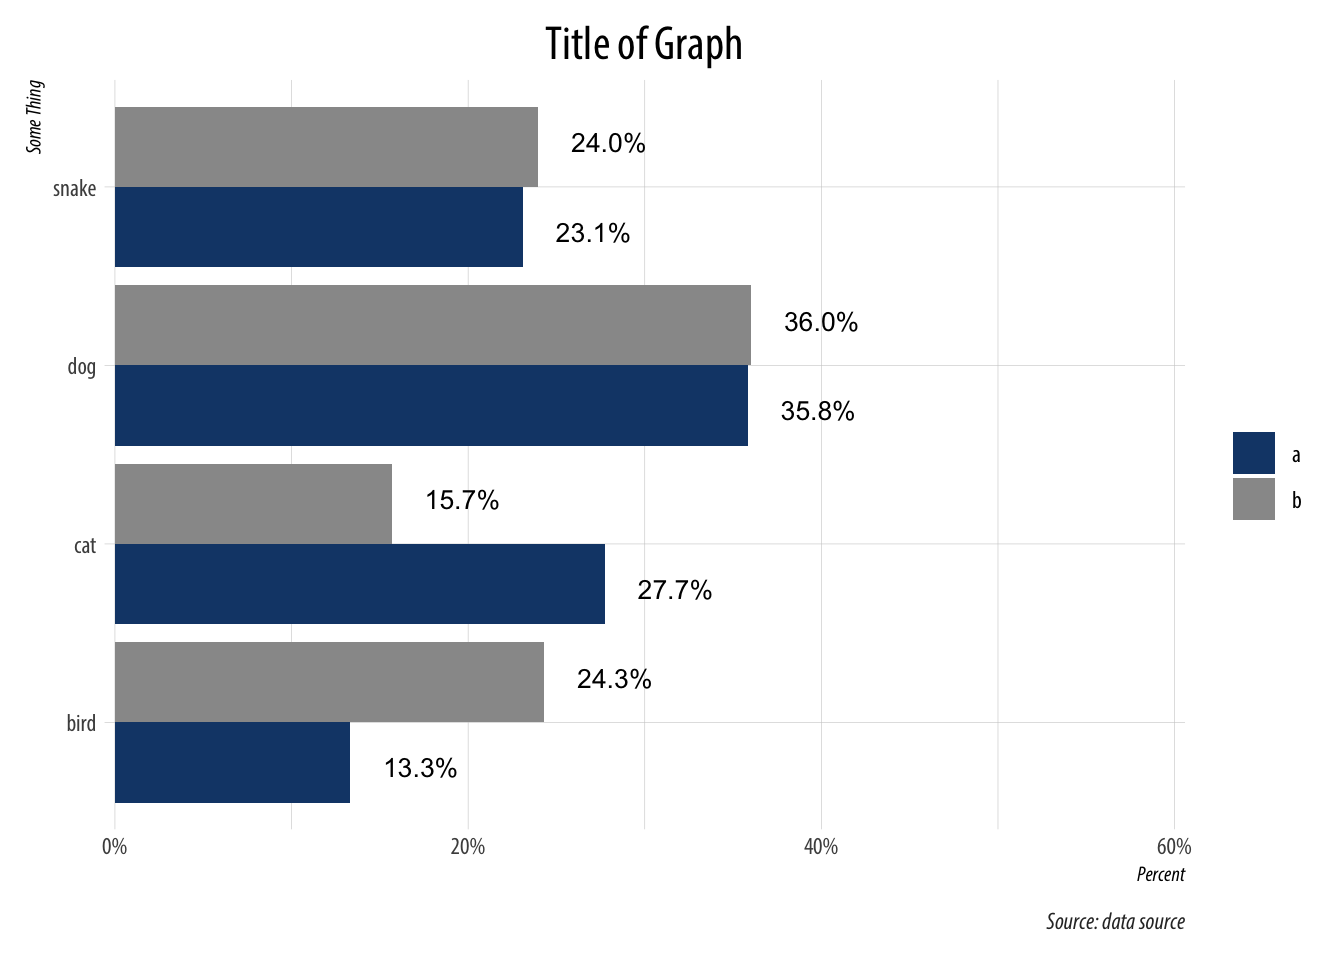 Title of Graph
Some Thing
snake
24.0%
23.1%
dog
36.0%
35.8%
cat
15.7%
27.7%
bird
24.3%
13.3%
a
b
0% 20% 40% 60%
Percent
Source: data source